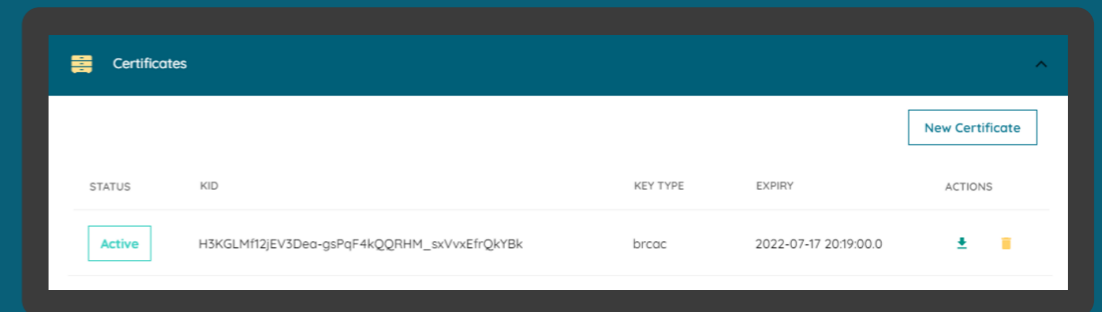 Certificates
New Certificate
STATUS KID KEY TYPE EXPIRY ACTIONS
Active H3KGLMf12jEV3Dea-gsPqF4kQQRHM_sxVvxEfrQkYBk brcac 2022-07-17 20:19:00.0